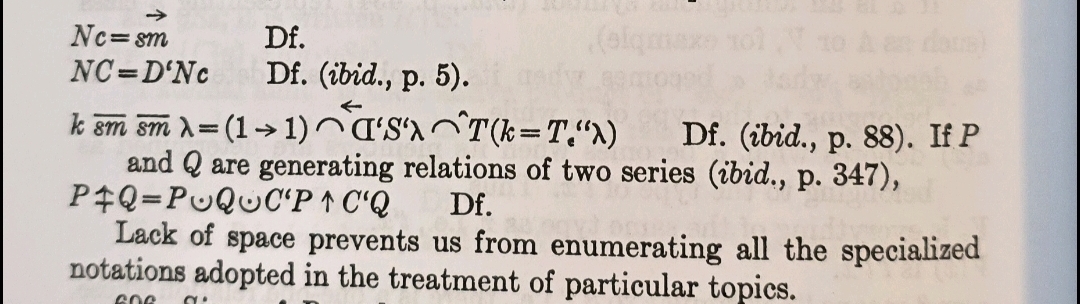 Nc=s⃗m Df.
NC=D‘Nc Df. (ibid., p. 5).
k s̅m̅ s̅m̅ λ=(1→1)⌢ᗡ⃖‘S‘λ⌢T̂(k=T.“λ) Df. (ibid., p. 88). If P
and Q are generating relations of two series (ibid., p. 347),
P⤉Q=P⨃Q⨃C‘P↑C‘Q Df.
Lack of space prevents us from enumerating all the specialized
notations adopted in the treatment of particular topics.